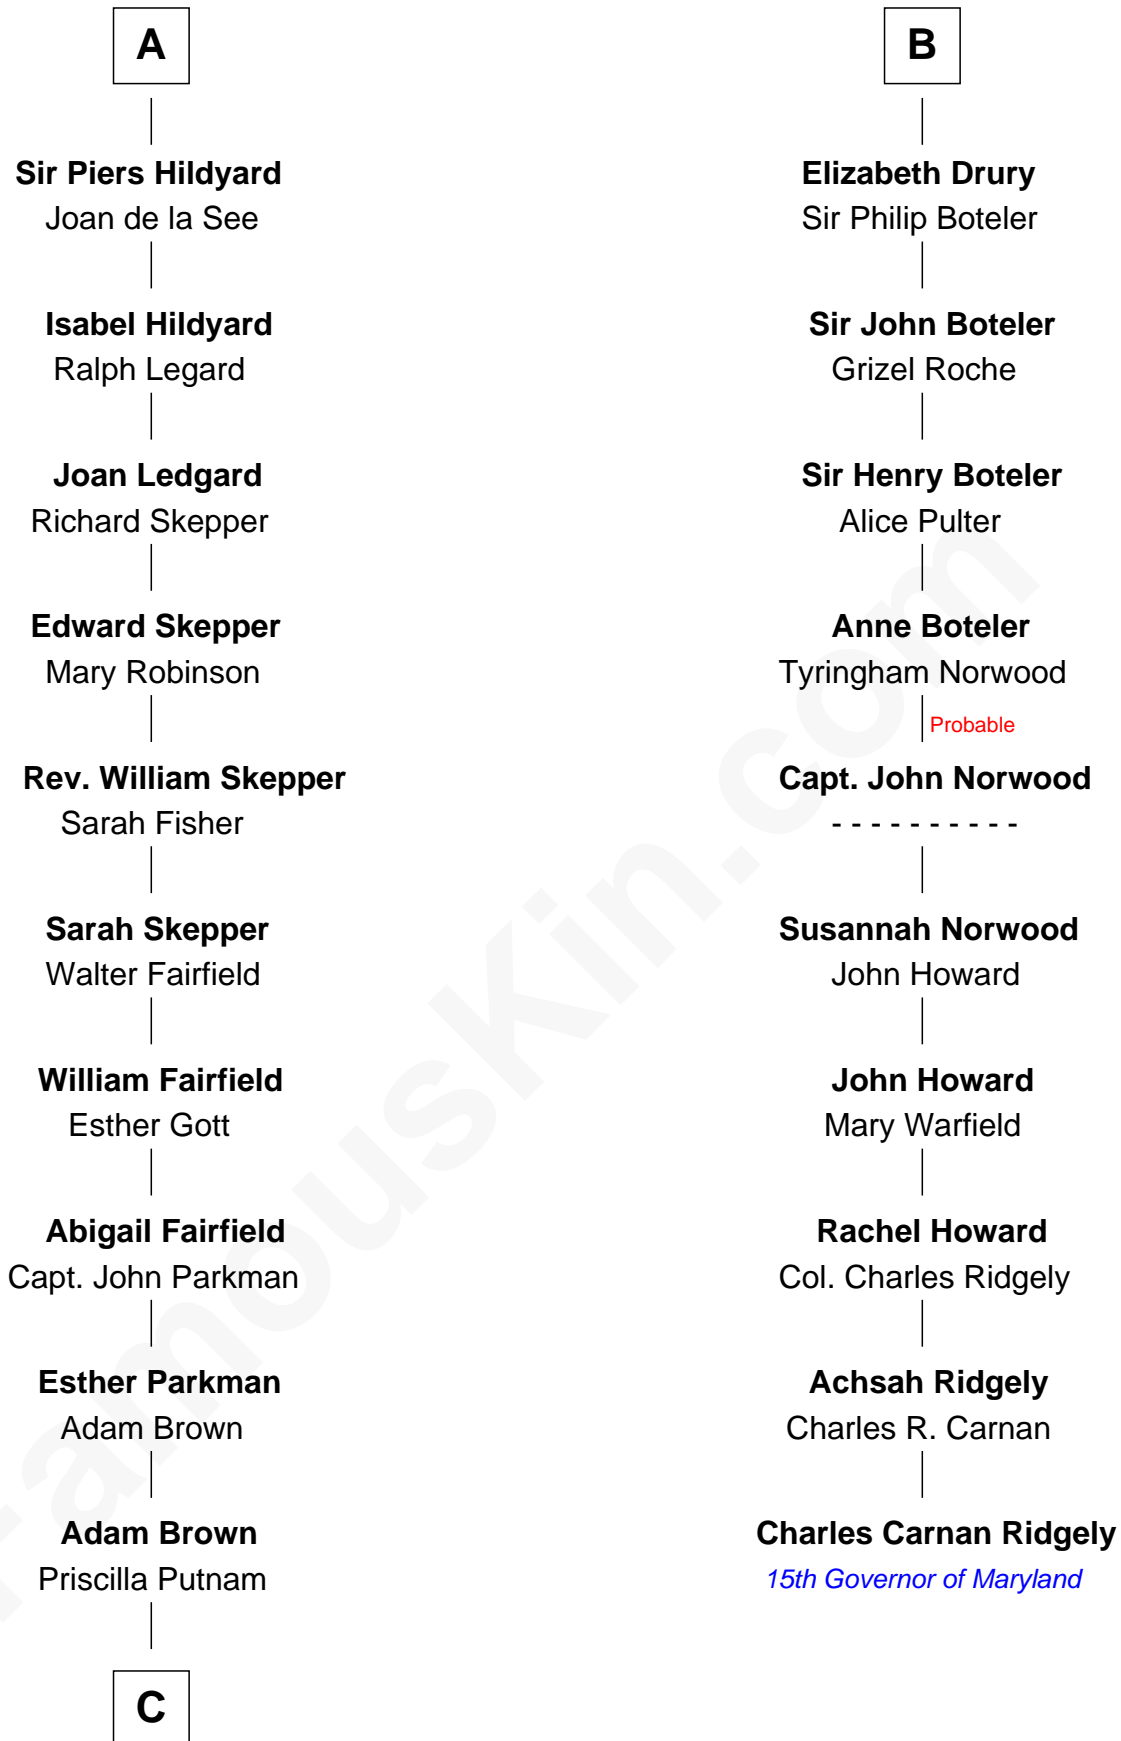 A
Sir Piers Hildyard
Joan de la See
Isabel Hildyard
Ralph Legard
Joan Ledgard
Richard Skepper
Edward Skepper
Mary Robinson
Rev. William Skepper
Sarah Fisher
Sarah Skepper
Walter Fairfield
William Fairfield
Esther Gott
Abigail Fairfield
Capt. John Parkman
Esther Parkman
Adam Brown
Adam Brown
Priscilla Putnam
C
B
Elizabeth Drury
Sir Philip Boteler
Sir John Boteler
Grizel Roche
Sir Henry Boteler
Alice Pulter
Anne Boteler
Tyringham Norwood
Probable
Capt. John Norwood
- - - - - - - - - -
Susannah Norwood
John Howard
John Howard
Mary Warfield
Rachel Howard
Col. Charles Ridgely
Achsah Ridgely
Charles R. Carnan
Charles Carnan Ridgely
15th Governor of Maryland
FamousKin.com